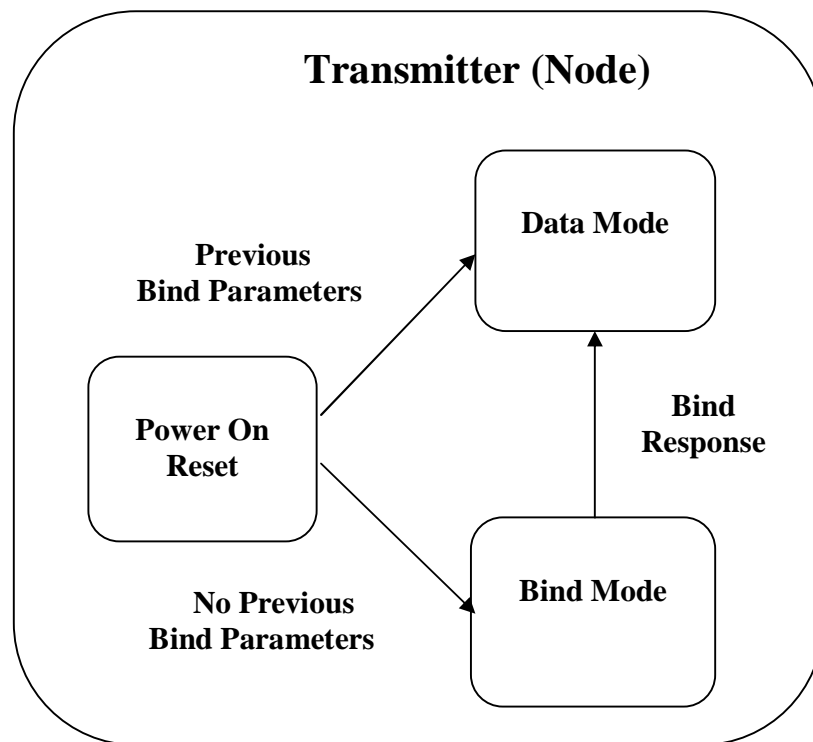 Transmitter (Node)
Data Mode
Previous
Bind Parameters
Power On
Reset
Bind
Response
No Previous
Bind Parameters
Bind Mode